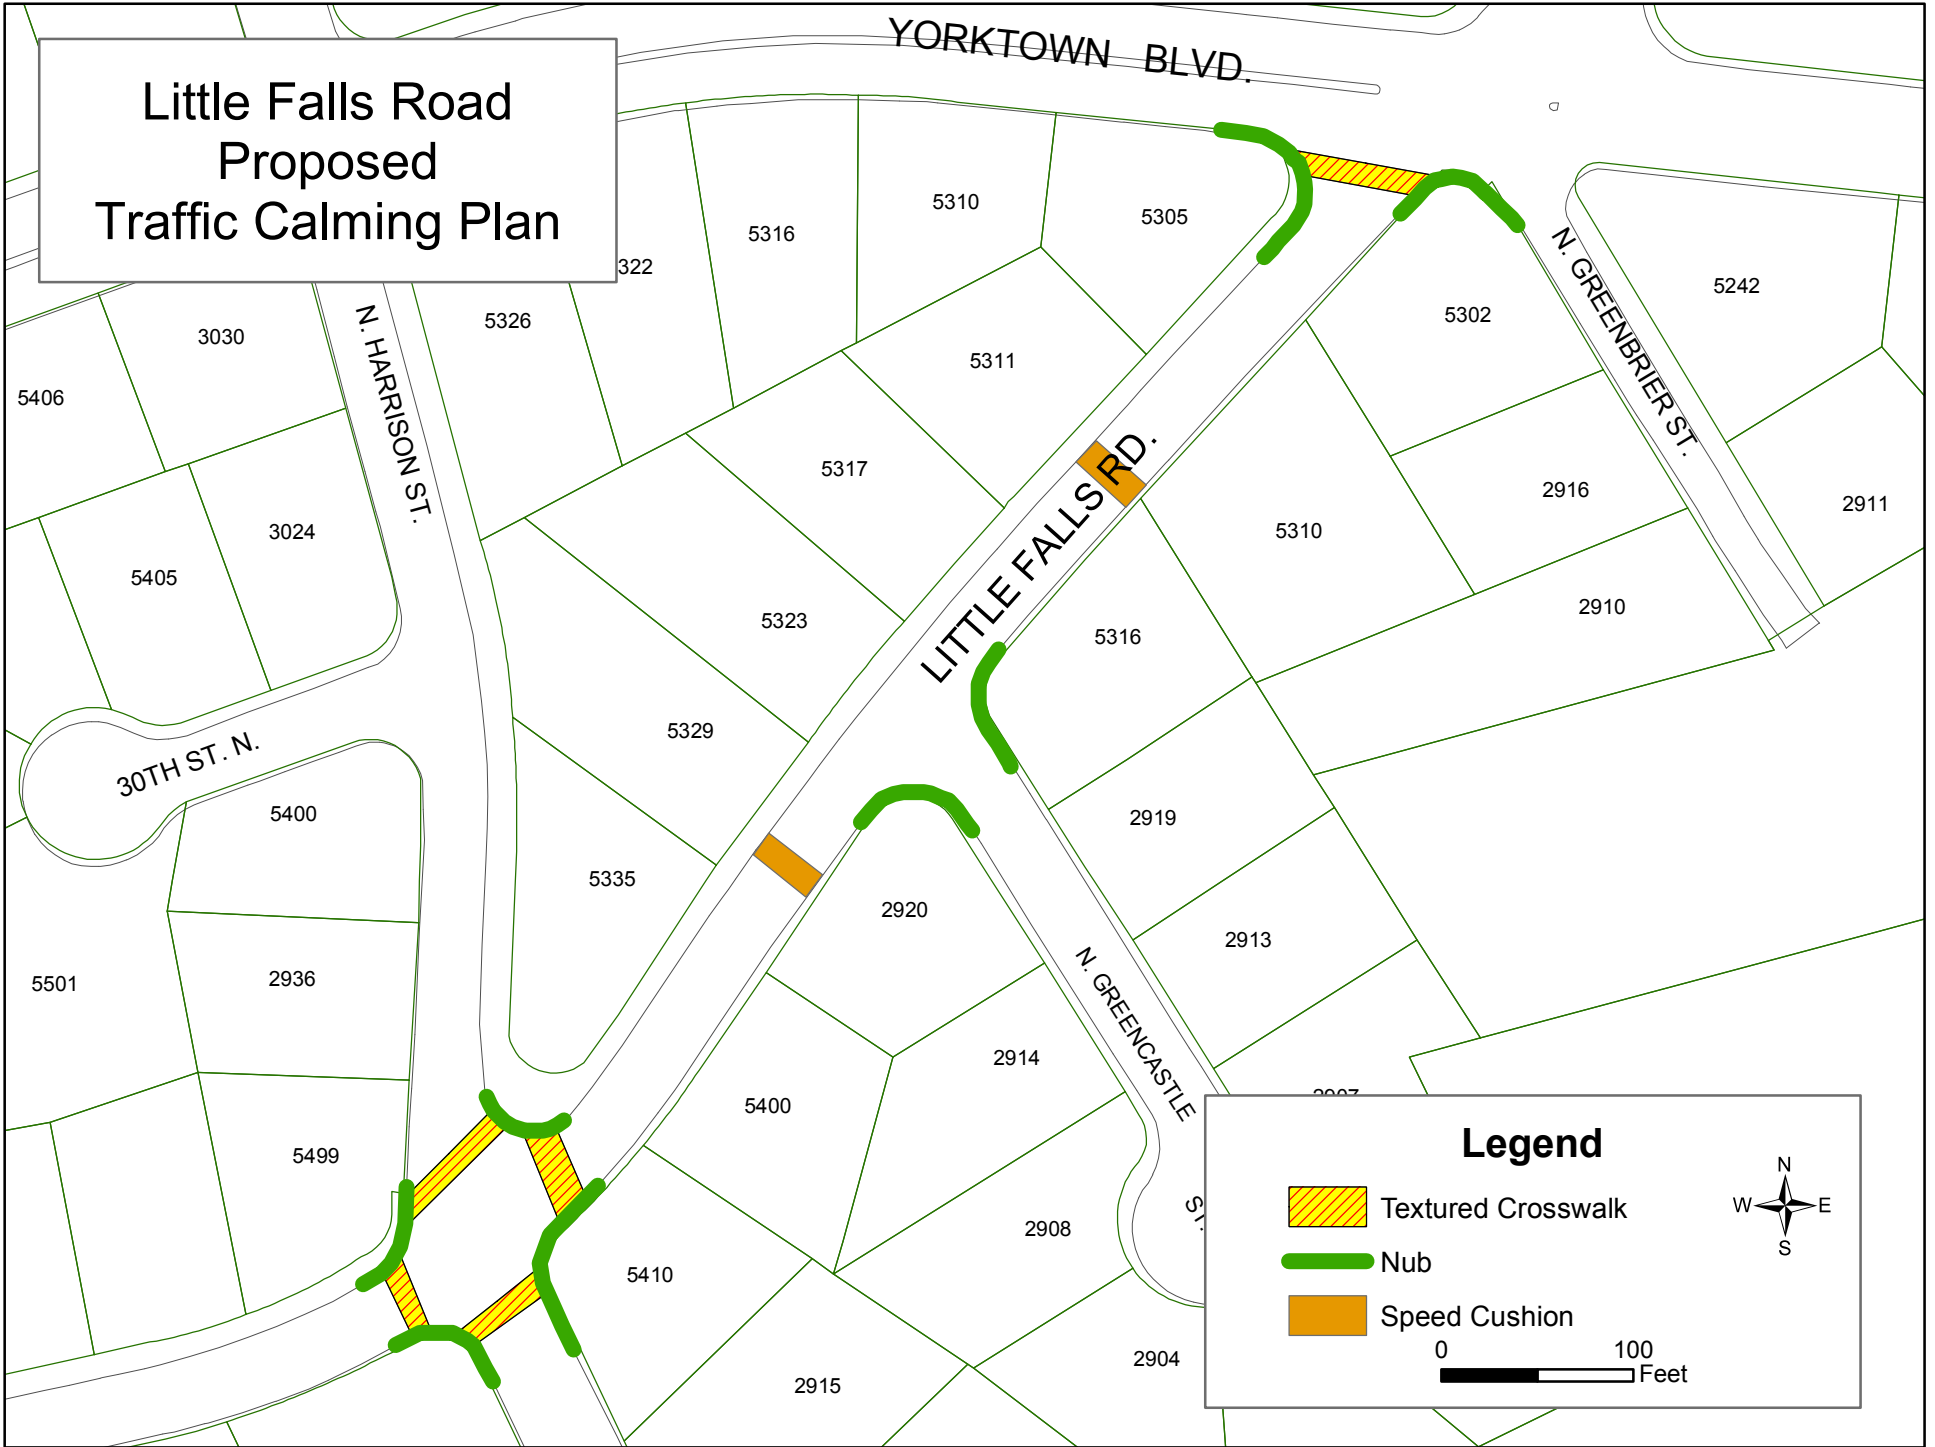 YORKTOWN BLVD.
Little Falls Road
Proposed
Traffic Calming Plan
5310
5305
5316
322
5242
5302
5326
3030
N. HARRISON ST.
N. GREENBRIER ST.
5311
5406
5317
LITTLE FALLS RD.
2916
2911
3024
5310
5405
2910
5323
5316
5329
30TH ST. N.
5400
2919
5335
2920
2913
5501
2936
N. GREENCASTLE
ST.
2914
5400
5499
2908
5410
2904
2915
Legend
Textured Crosswalk
Nub
Speed Cushion
N
W E
S
0 100
Feet